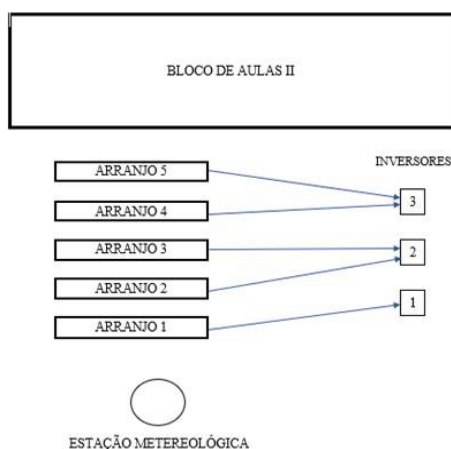 BLOCO DE AULAS II
INVERSORES
ARRANJO 5
3
ARRANJO 4
ARRANJO 3
2
ARRANJO 2
1
ARRANJO 1
ESTAÇÃO METEREOLÓGICA